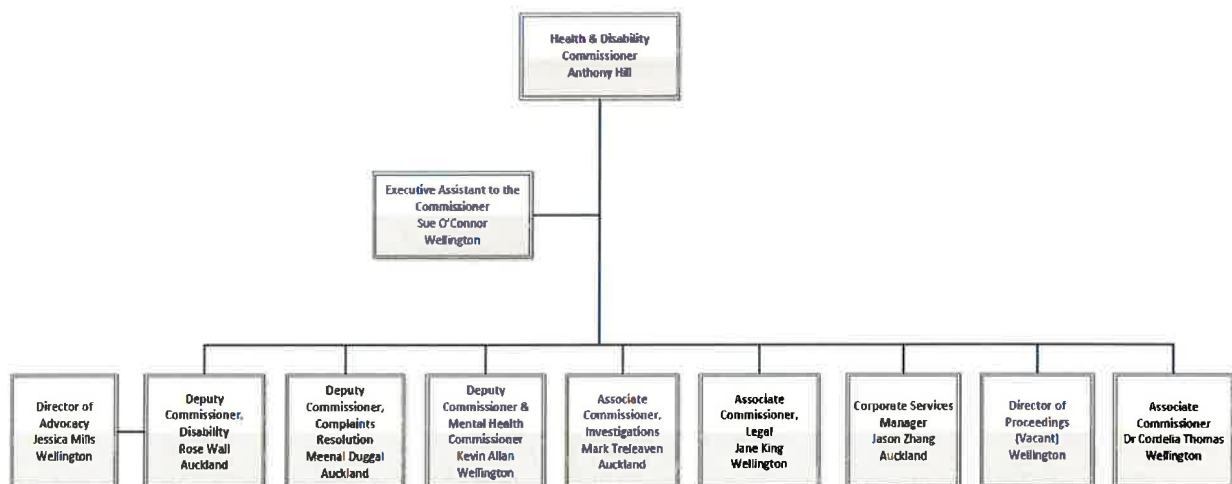 Health & Disability
Commissioner
Anthony Hill
Executive Assistant to the
Commissioner
Sue O'Connor
Wellington
Director of
Advocacy
Jessica Mills
Wellington
Deputy
Commissioner,
Disability
Rose Wall
Auckland
Deputy
Commissioner,
Complaints
Resolution
Meenal Duggal
Auckland
Deputy
Commissioner &
Mental Health
Commissioner
Kevin Allan
Wellington
Associate
Commissioner,
Investigations
Mark Treleaven
Auckland
Associate
Commissioner,
Legal
Jane King
Wellington
Corporate Services
Manager
Jason Zhang
Auckland
Director of
Proceedings
(Vacant)
Wellington
Associate
Commissioner
Dr Cordelia Thomas
Wellington